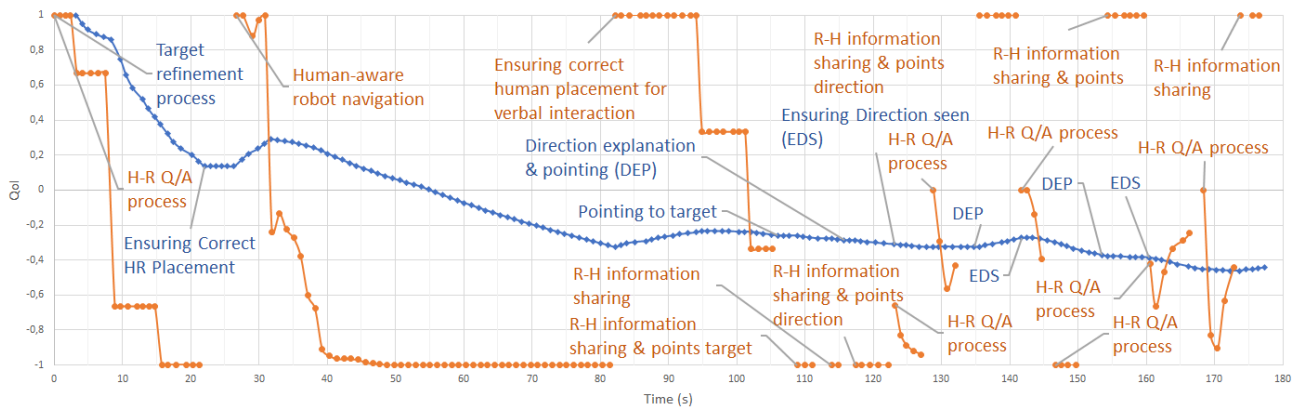 1
0,8
0,6
0,4
0,2
0
-0,2
-0,4
-0,6
-0,8
-1
QoI
0
10
20
30
40
50
60
70
80
90
100
110
120
130
140
150
160
170
180
Time (s)
Target
refinement
process
H-R Q/A
process
Ensuring Correct
HR Placement
Human-aware
robot navigation
Ensuring correct
human placement for
verbal interaction
Direction explanation
& pointing (DEP)
Pointing to target
R-H information
sharing
R-H information
sharing & points target
R-H information
sharing & points
direction
R-H information
sharing & points
direction
Ensuring Direction seen
(EDS)
H-R Q/A
process
H-R Q/A
process
DEP
EDS
R-H information
sharing & points
H-R Q/A process
DEP
EDS
H-R Q/A
process
H-R Q/A
process
R-H information
sharing
H-R Q/A
process